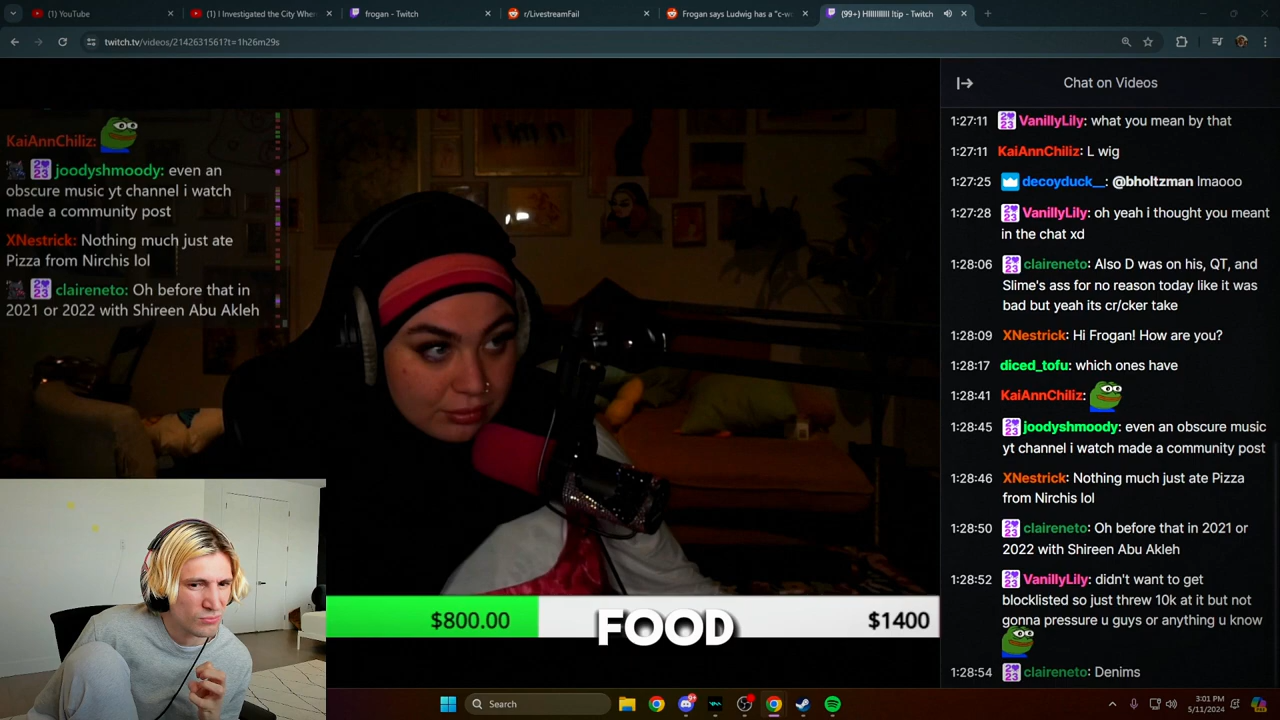 (1) YouTube
(1) I Investigated the City Wher
frogan - Twitch
r/LivestreamFail
Frogan says Ludwig has a "c-wo
(99+) HIIIIIIIIII !tip - Twitch
twitch.tv/videos/2142631561?t=1h26m29s
KaiAnnChiliz:
joodyshmoody: even an
obscure music yt channel i watch
made a community post
XNestrick: Nothing much just ate
Pizza from Nirchis lol
claireneto: Oh before that in
2021 or 2022 with Shireen Abu Akleh
$800.00
FOOD
$1400
Chat on Videos
1:27:11 VanillyLily: what you mean by that
1:27:11 KaiAnnChiliz: L wig
1:27:25 decoyduck__: @bholtzman lmaooo
1:27:28 VanillyLily: oh yeah i thought you meant
in the chat xd
1:28:06 claireneto: Also D was on his, QT, and
Slime's ass for no reason today like it was
bad but yeah its cr/cker take
1:28:09 XNestrick: Hi Frogan! How are you?
1:28:17 diced_tofu: which ones have
1:28:41 KaiAnnChiliz:
1:28:45 joodyshmoody: even an obscure music
yt channel i watch made a community post
1:28:46 XNestrick: Nothing much just ate Pizza
from Nirchis lol
1:28:50 claireneto: Oh before that in 2021 or
2022 with Shireen Abu Akleh
1:28:52 VanillyLily: didn't want to get
blocklisted so just threw 10k at it but not
gonna pressure u guys or anything u know
1:28:54 claireneto: Denims
Search
3:01 PM
5/11/2024